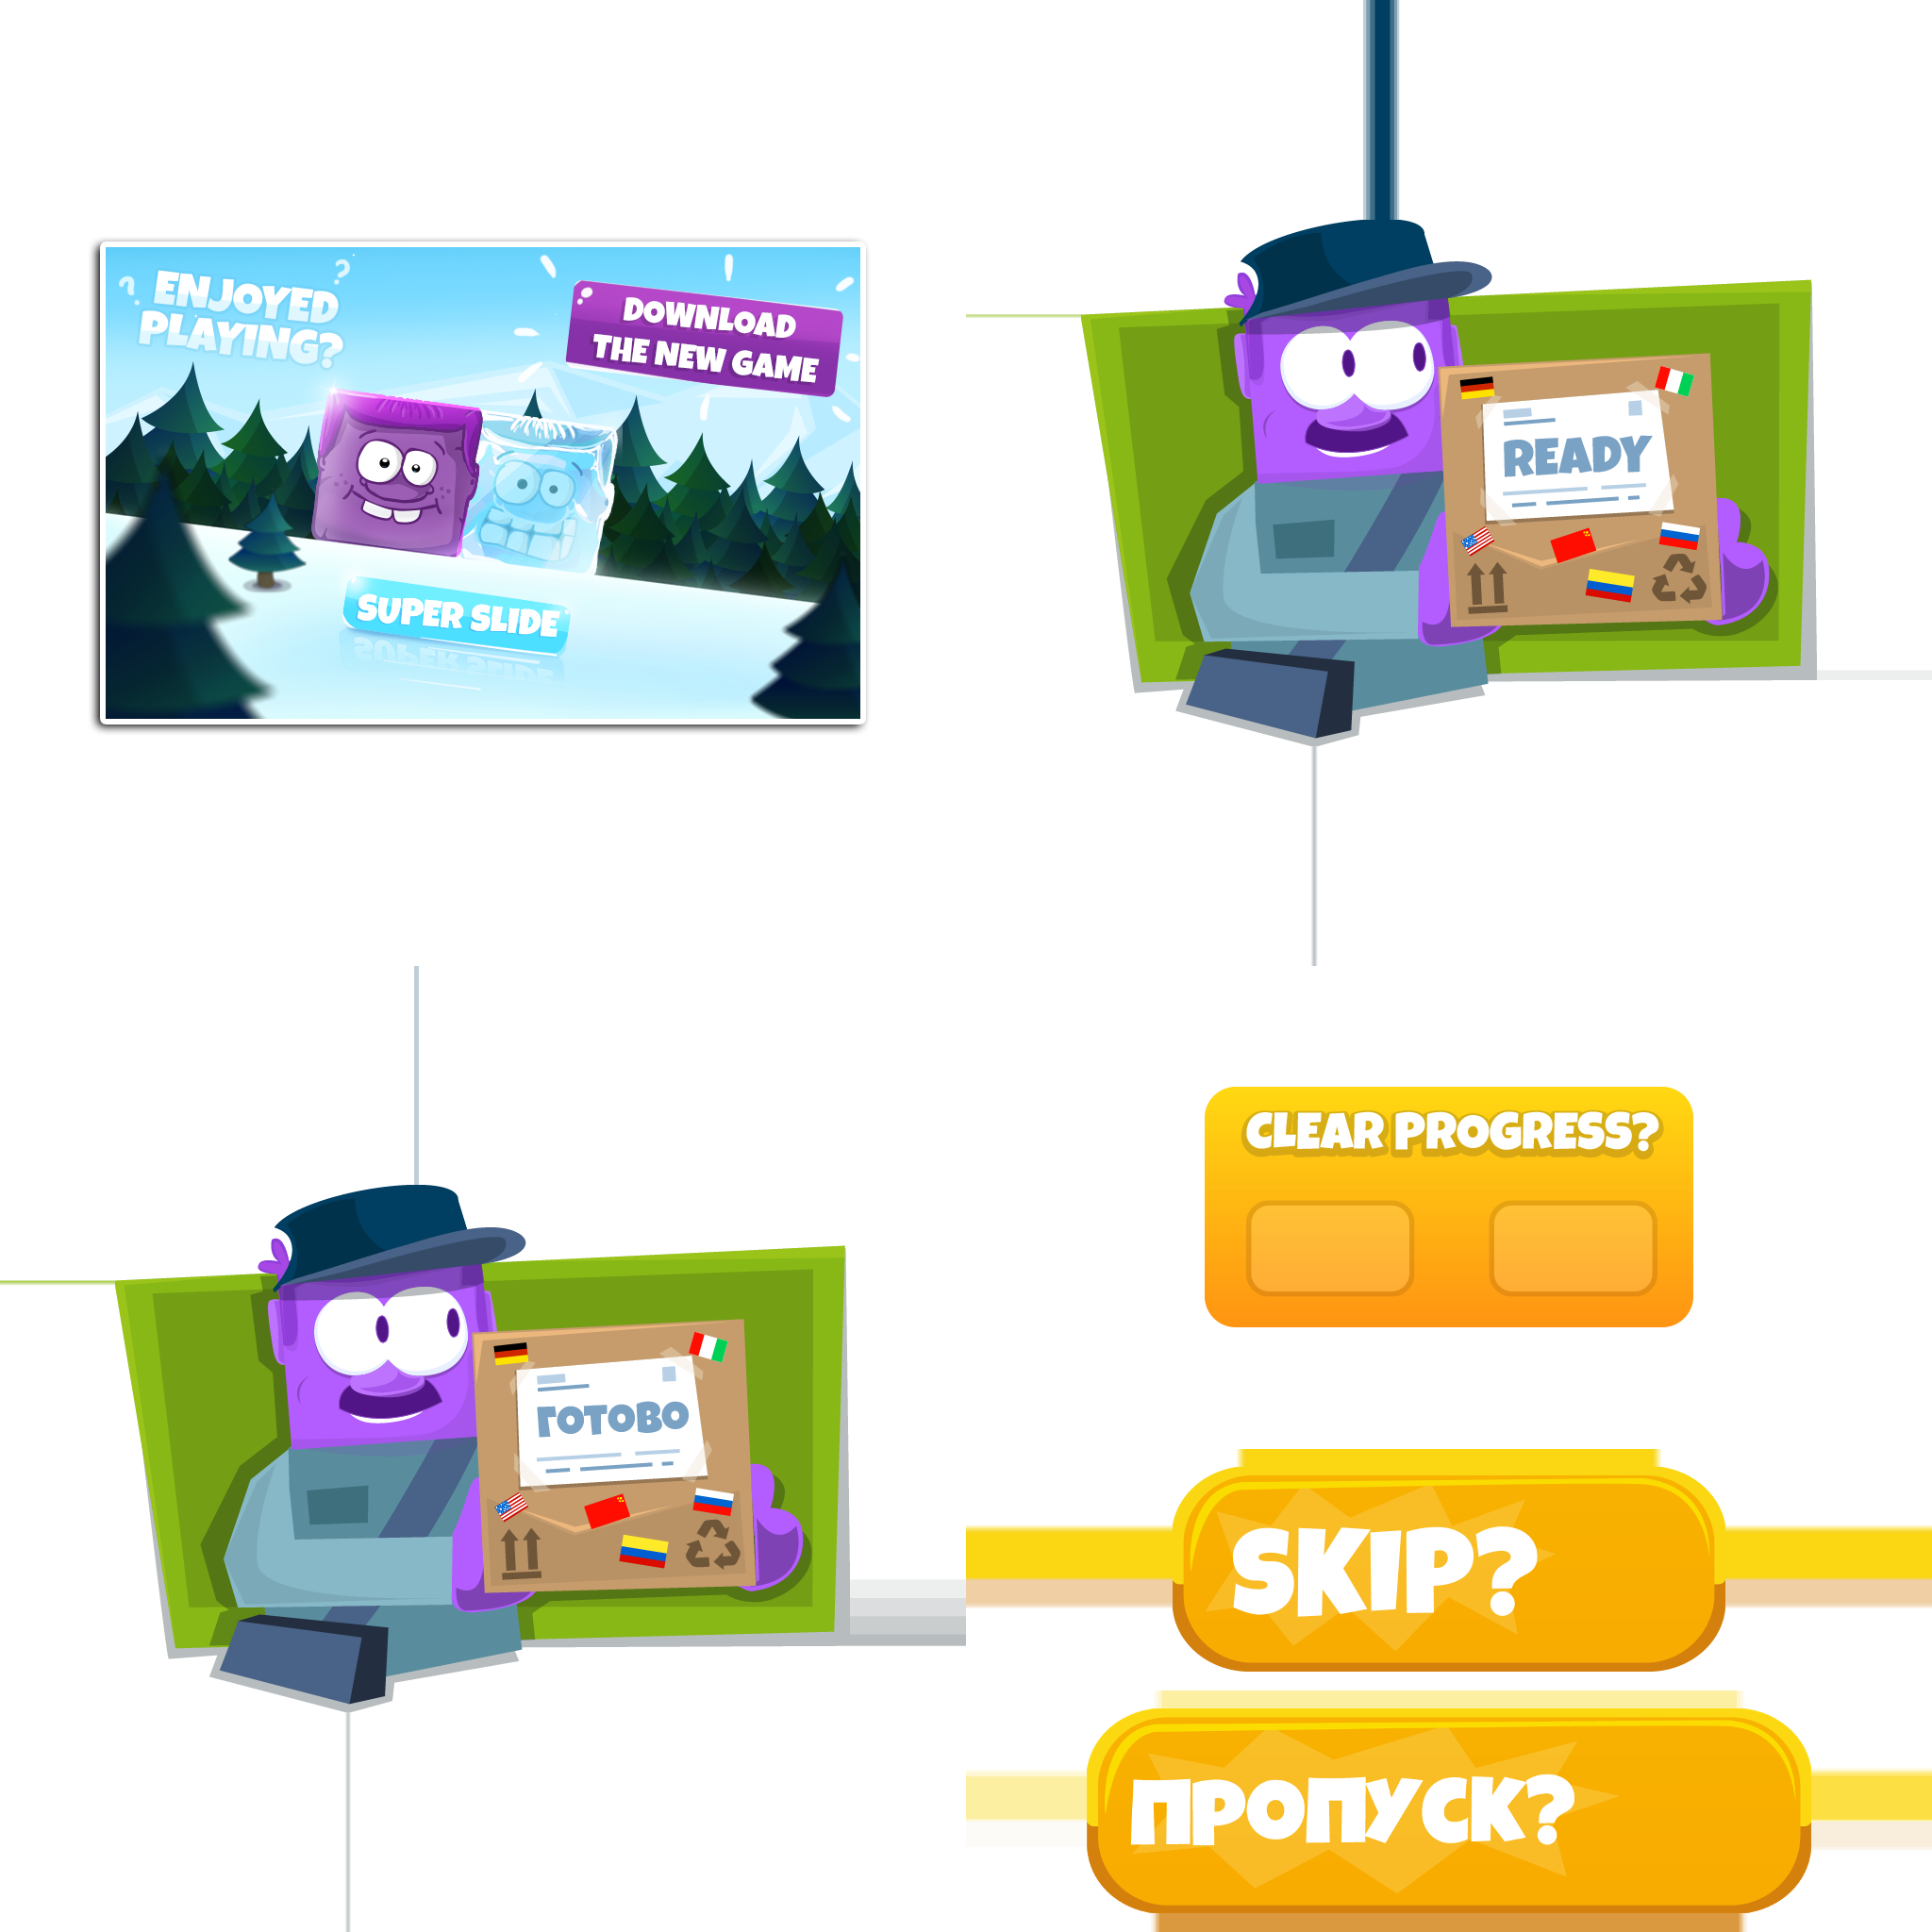 ENJOYED
PLAYING?
DOWNLOAD
THE NEW GAME
SUPER SLIDE
READY
ГОТОВО
CLEAR PROGRESS?
SKIP?
ПРОПУСК?